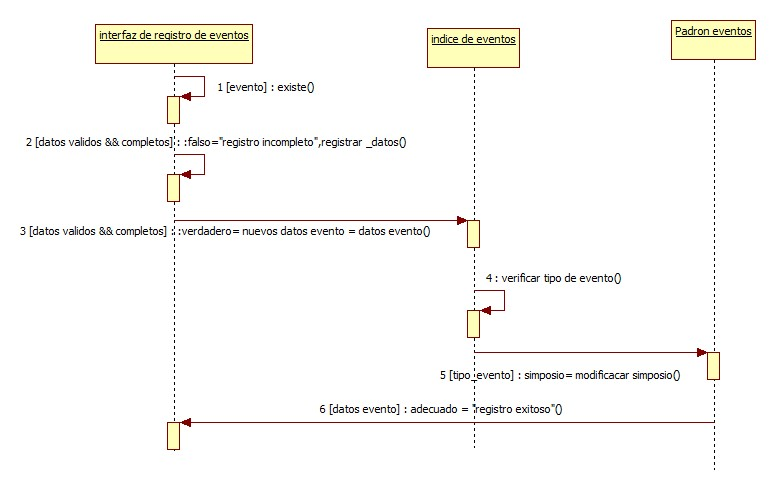 interfaz de registro de eventos
indice de eventos
Padron eventos
1 [evento] : existe()
2 [datos validos && completos] : :falso="registro incompleto",registrar _datos()
3 [datos validos && completos] : :verdadero= nuevos datos evento = datos evento()
4 : verificar tipo de evento()
5 [tipo_evento] : simposio= modificacar simposio()
6 [datos evento] : adecuado = "registro exitoso"()